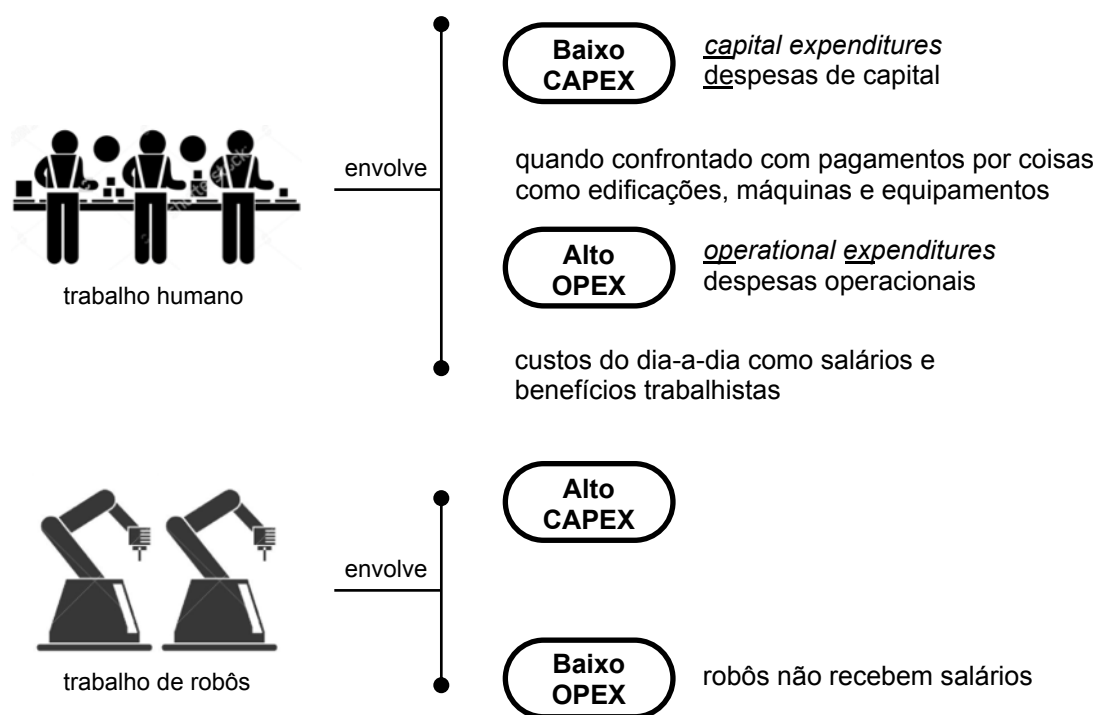 Baixo
CAPEX
capital expenditures
despesas de capital
envolve
quando confrontado com pagamentos por coisas
como edificações, máquinas e equipamentos
Alto
OPEX
operational expenditures
despesas operacionais
trabalho humano
custos do dia-a-dia como salários e
benefícios trabalhistas
Alto
CAPEX
envolve
Baixo
OPEX
robôs não recebem salários
trabalho de robôs